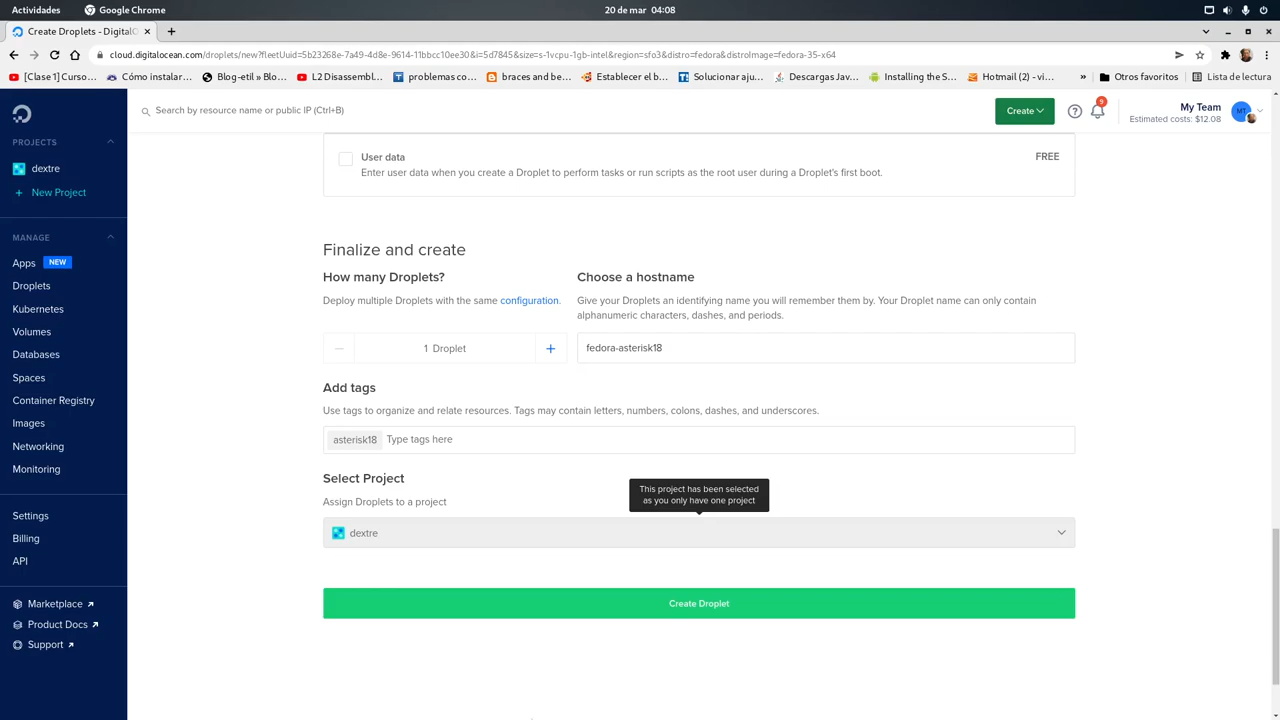 Actividades
Google Chrome
20 de mar 04:08
Create Droplets - DigitalO
cloud.digitalocean.com/droplets/new?fleetUuid=5b23268e-7a49-4d8e-9614-11bbcc10ee30&i=5d7845&size=s-1vcpu-1gb-intel&region=sfo3&distro=fedora&distroImage=fedora-35-x64
[Clase 1] Curso...
Cómo instalar...
Blog-etil » Blo...
L2 Disassembl...
problemas co...
braces and be...
Establecer el b...
Solucinar ajus...
Descargas Jav...
Installing the S...
Hotmail (2) - vi...
»
Otros favoritos
Lista de lectura
Search by resource name or public IP (Ctrl+B)
Create
9
My Team
Estimated costs: $12.08
MT
PROJECTS
dextre
+ New Project
MANAGE
Apps NEW
Droplets
Kubernetes
Volumes
Databases
Spaces
Container Registry
Images
Networking
Monitoring
Settings
Billing
API
Marketplace ↗
Product Docs ↗
Support ↗
User data
FREE
Enter user data when you create a Droplet to perform tasks or run scripts as the root user during a Droplet's first boot.
Finalize and create
How many Droplets?
Deploy multiple Droplets with the same configuration.
1 Droplet
Choose a hostname
Give your Droplets an identifying name you will remember them by. Your Droplet name can only contain
alphanumeric characters, dashes, and periods.
fedora-asterisk18
Add tags
Use tags to organize and relate resources. Tags may contain letters, numbers, colons, dashes, and underscores.
asterisk18 Type tags here
Select Project
Assign Droplets to a project
This project has been selected
as you only have one project
dextre
Create Droplet